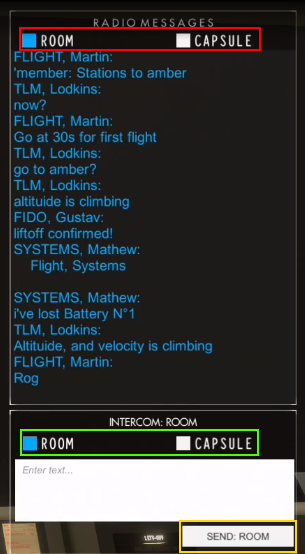 RADIO MESSAGES
ROOM CAPSULE
FLIGHT, Martin:
'member: Stations to amber
TLM, Lodkins:
now?
FLIGHT, Martin:
Go at 30s for first flight
TLM, Lodkins:
go to amber?
TLM, Lodkins:
altituide is climbing
FIDO, Gustav:
liftoff confirmed!
SYSTEMS, Mathew:
Flight, Systems
SYSTEMS, Mathew:
i've lost Battery N°1
TLM, Lodkins:
Altitude, and velocity is climbing
FLIGHT, Martin:
Rog
INTERCOM: ROOM
ROOM CAPSULE
Enter text...
SEND: ROOM